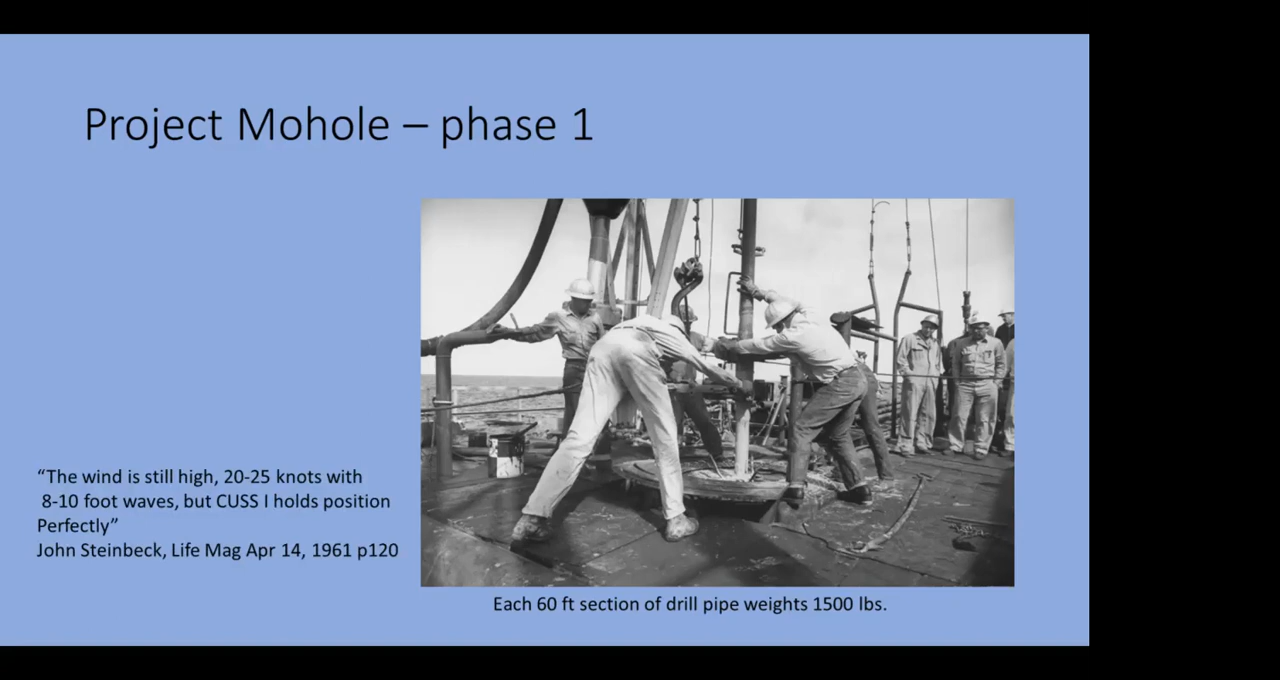 Project Mohole – phase 1
“The wind is still high, 20-25 knots with
8-10 foot waves, but CUSS I holds position
Perfectly”
John Steinbeck, Life Mag Apr 14, 1961 p120
Each 60 ft section of drill pipe weights 1500 lbs.